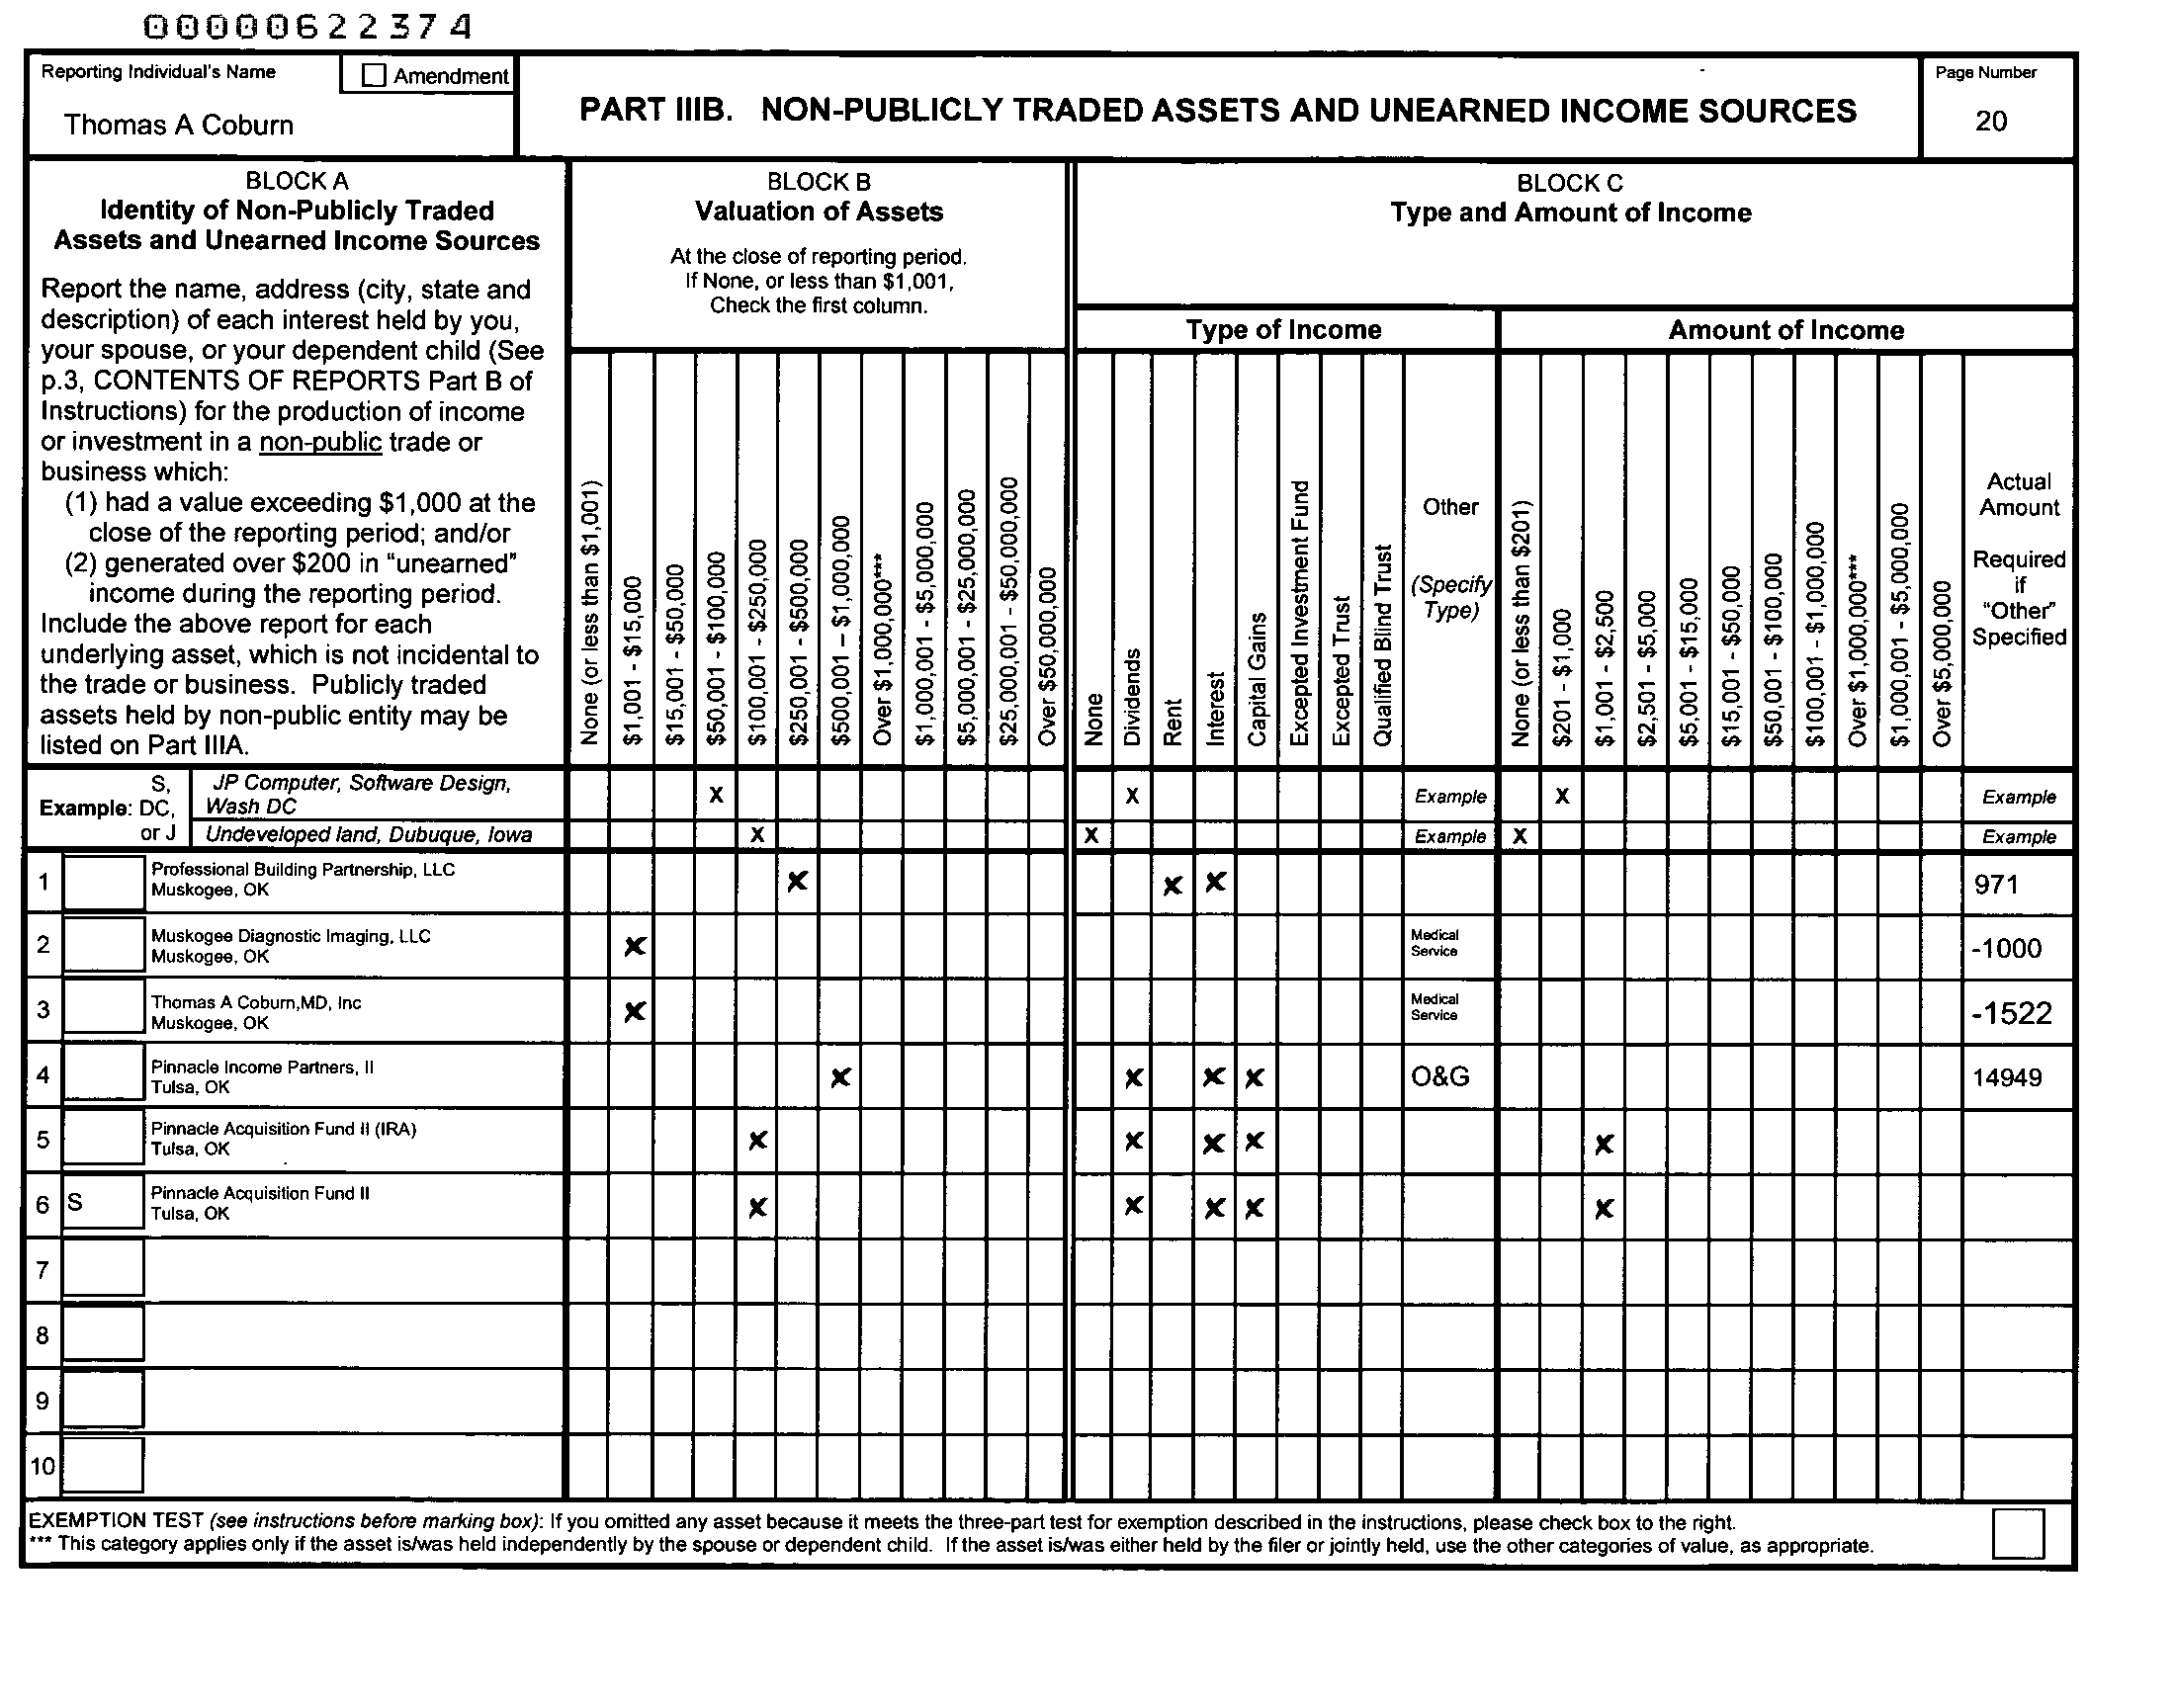 00000622374
Reporting Individual's Name
Amendment
Thomas A Coburn
PART IIIB. NON-PUBLICLY TRADED ASSETS AND UNEARNED INCOME SOURCES
Page Number
20
BLOCK A
Identity of Non-Publicly Traded
Assets and Unearned Income Sources
Report the name, address (city, state and
description) of each interest held by you,
your spouse, or your dependent child (See
p.3, CONTENTS OF REPORTS Part B of
Instructions) for the production of income
or investment in a non-public trade or
business which:
(1) had a value exceeding $1,000 at the
close of the reporting period; and/or
(2) generated over $200 in "unearned"
income during the reporting period.
Include the above report for each
underlying asset, which is not incidental to
the trade or business. Publicly traded
assets held by non-public entity may be
listed on Part IIIA.
BLOCK B
Valuation of Assets
At the close of reporting period.
If None, or less than $1,001,
Check the first column.
None (or less than $1,001)
$1,001 - $15,000
$15,001 - $50,000
$50,001 - $100,000
$100,001 - $250,000
$250,001 - $500,000
$500,001 – $1,000,000
Over $1,000,000***
$1,000,001 - $5,000,000
$5,000,001 - $25,000,000
$25,000,001 - $50,000,000
Over $50,000,000
BLOCK C
Type and Amount of Income
Type of Income
None
Dividends
Rent
Interest
Capital Gains
Excepted Investment Fund
Excepted Trust
Qualified Blind Trust
Other
(Specify
Type)
Amount of Income
None (or less than $201)
$201 - $1,000
$1,001 - $2,500
$2,501 - $5,000
$5,001 - $15,000
$15,001 - $50,000
$50,001 - $100,000
$100,001 - $1,000,000
Over $1,000,000***
$1,000,001 - $5,000,000
Over $5,000,000
Actual
Amount
Required
if
"Other"
Specified
Example: S, DC, or J
JP Computer, Software Design,
Wash DC
X X Example X Example
Undeveloped land, Dubuque, Iowa
X X Example X Example
1 Professional Building Partnership, LLC
Muskogee, OK
X X X 971
2 Muskogee Diagnostic Imaging, LLC
Muskogee, OK
X Medical
Service
-1000
3 Thomas A Coburn,MD, Inc
Muskogee, OK
X Medical
Service
-1522
4 Pinnacle Income Partners, II
Tulsa, OK
X X X X O&G 14949
5 Pinnacle Acquisition Fund II (IRA)
Tulsa, OK
X X X X X
6 S Pinnacle Acquisition Fund II
Tulsa, OK
X X X X X
7
8
9
10
EXEMPTION TEST (see instructions before marking box): If you omitted any asset because it meets the three-part test for exemption described in the instructions, please check box to the right.
*** This category applies only if the asset is/was held independently by the spouse or dependent child. If the asset is/was either held by the filer or jointly held, use the other categories of value, as appropriate.